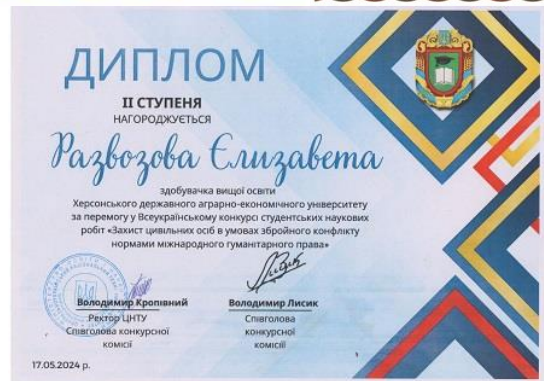 ДИПЛОМ
ІІ СТУПЕНЯ
НАГОРОДЖУЄТЬСЯ
Развозова Єлизавета
здобувачка вищої освіти
Херсонського державного аграрно-економічного університету
за перемогу у Всеукраїнському конкурсі студентських наукових
робіт «Захист цивільних осіб в умовах збройного конфлікту
нормами міжнародного гуманітарного права»
Володимир Кропівний
Ректор ЦНТУ
Співголова конкурсної
комісії
Володимир Лисик
Співголова
конкурсної
комісіії
17.05.2024 р.